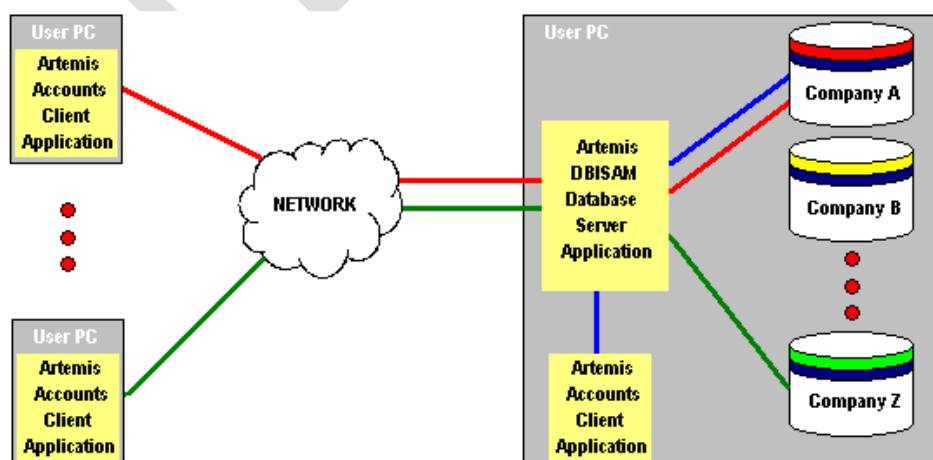 User PC
Artemis
Accounts
Client
Application
User PC
Artemis
Accounts
Client
Application
NETWORK
User PC
Artemis
DBISAM
Database
Server
Application
Artemis
Accounts
Client
Application
Company A
Company B
Company Z